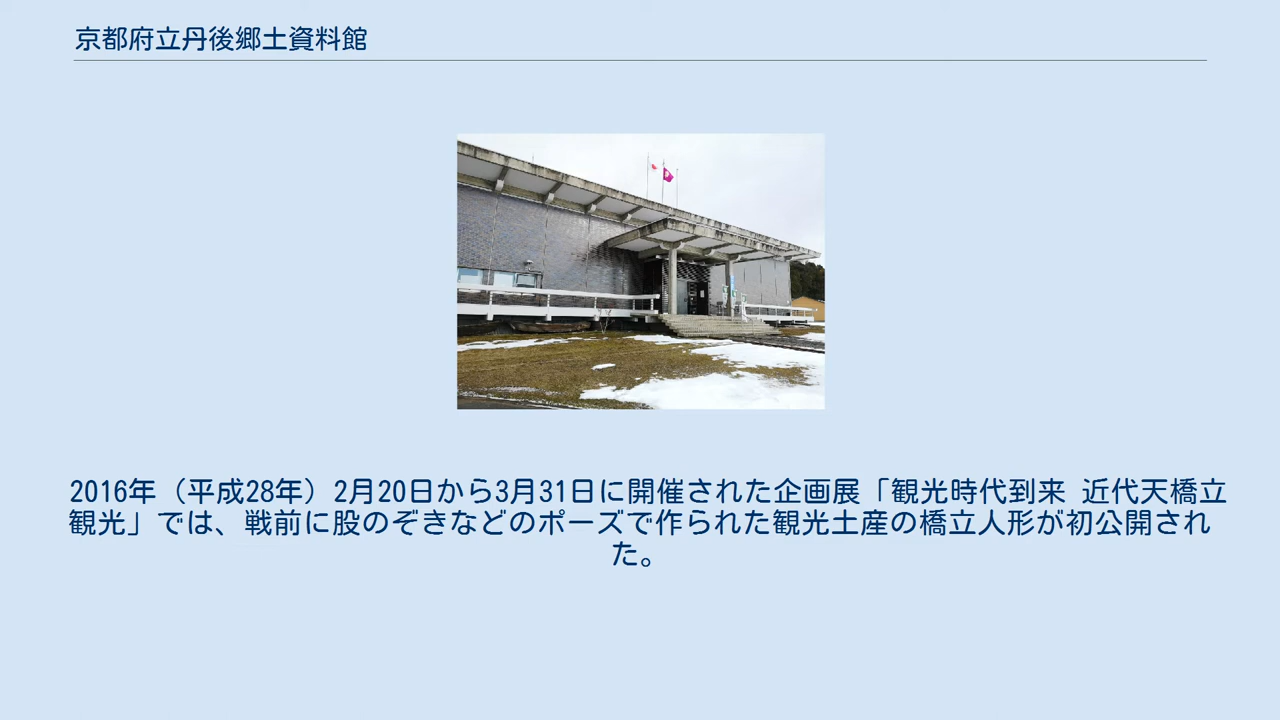 京都府立丹後郷土資料館
2016年（平成28年）2月20日から3月31日に開催された企画展「観光時代到来 近代天橋立
観光」では、戦前に股のぞきなどのポーズで作られた観光土産の橋立人形が初公開され
た。